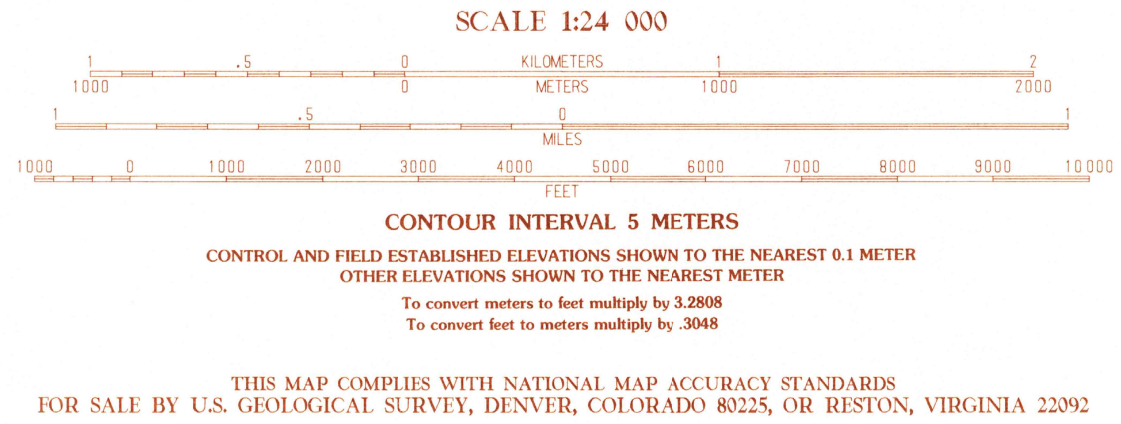 SCALE 1:24 000
1 .5 0 KILOMETERS 1 2
1000 0 METERS 1000 2000
1 .5 0 1
MILES
1000 0 1000 2000 3000 4000 5000 6000 7000 8000 9000 10 000
FEET
CONTOUR INTERVAL 5 METERS
CONTROL AND FIELD ESTABLISHED ELEVATIONS SHOWN TO THE NEAREST 0.1 METER
OTHER ELEVATIONS SHOWN TO THE NEAREST METER
To convert meters to feet multiply by 3.2808
To convert feet to meters multiply by .3048
THIS MAP COMPLIES WITH NATIONAL MAP ACCURACY STANDARDS
FOR SALE BY U.S. GEOLOGICAL SURVEY, DENVER, COLORADO 80225, OR RESTON, VIRGINIA 22092